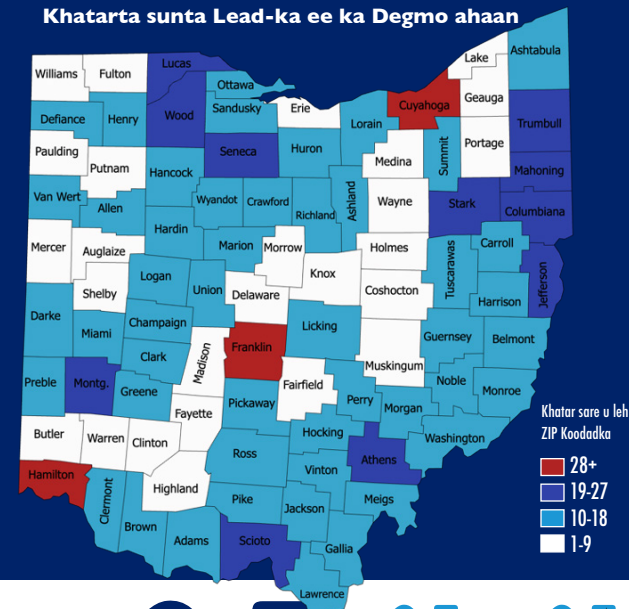 Khatarta sunta Lead-ka ee ka Degmo ahaan
Williams
Fulton
Lucas
Ottawa
Lake
Ashtabula
Cuyahoga
Geauga
Defiance
Henry
Wood
Sandusky
Erie
Lorain
Trumbull
Paulding
Putnam
Seneca
Huron
Medina
Summit
Portage
Mahoning
Van Wert
Allen
Hancock
Wyandot
Crawford
Richland
Ashland
Wayne
Stark
Columbiana
Mercer
Auglaize
Hardin
Marion
Morrow
Holmes
Tuscarawas
Carroll
Jefferson
Shelby
Logan
Union
Delaware
Knox
Coshocton
Harrison
Darke
Miami
Champaign
Madison
Franklin
Licking
Muskingum
Guernsey
Belmont
Preble
Montg.
Clark
Greene
Fayette
Pickaway
Fairfield
Perry
Morgan
Noble
Monroe
Butler
Warren
Clinton
Ross
Hocking
Athens
Washington
Hamilton
Clermont
Highland
Vinton
Meigs
Brown
Adams
Pike
Scioto
Jackson
Gallia
Lawrence
Khatar sare u leh
ZIP Koodadka
28+
19-27
10-18
1-9